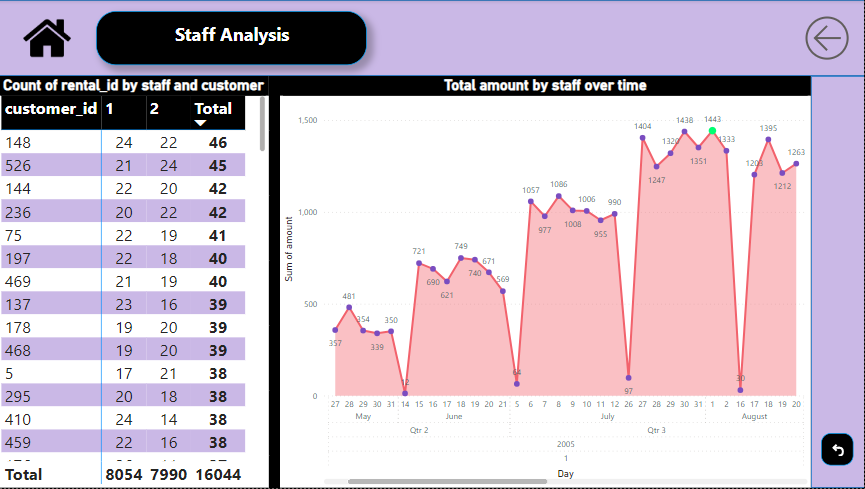 Staff Analysis
Count of rental_id by staff and customer
customer_id 1 2 Total
148 24 22 46
526 21 24 45
144 22 20 42
236 20 22 42
75 22 19 41
197 22 18 40
469 21 19 40
137 23 16 39
178 19 20 39
468 19 20 39
5 17 21 38
295 20 18 38
410 24 14 38
459 22 16 38
Total 8054 7990 16044
Total amount by staff over time
Sum of amount
1,500
1,000
500
0
357 481 354 339 350 12 721 690 621 749 740 671 569 64 1057 977 1086 1008 1006 955 990 97 1404 1247 1320 1438 1351 1443 1333 30 1203 1395 1212 1263
27 28 29 30 31 14 15 16 17 18 19 20 21 5 6 7 8 9 10 11 12 26 27 28 29 30 31 1 2 16 17 18 19 20
May June July August
Qtr 2 Qtr 3
2005
1
Day